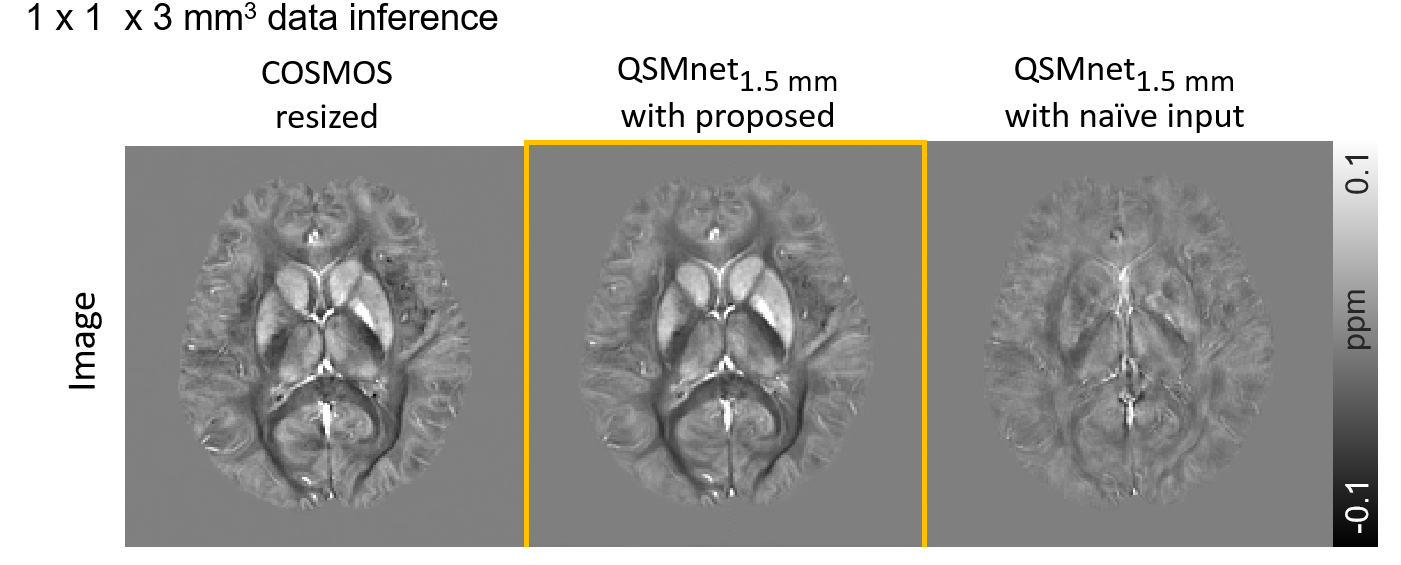 1 x 1  x 3 mm³ data inference
COSMOS
resized
QSMnet1.5 mm
with proposed
QSMnet1.5 mm
with naïve input
Image
0.1
ppm
-0.1